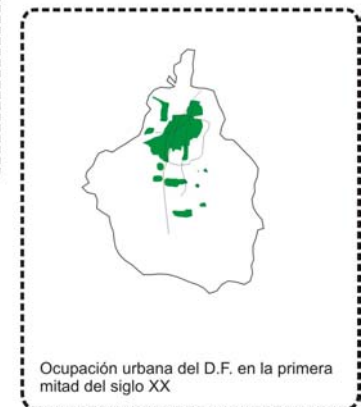 Ocupación urbana del D.F. en la primera
mitad del siglo XX